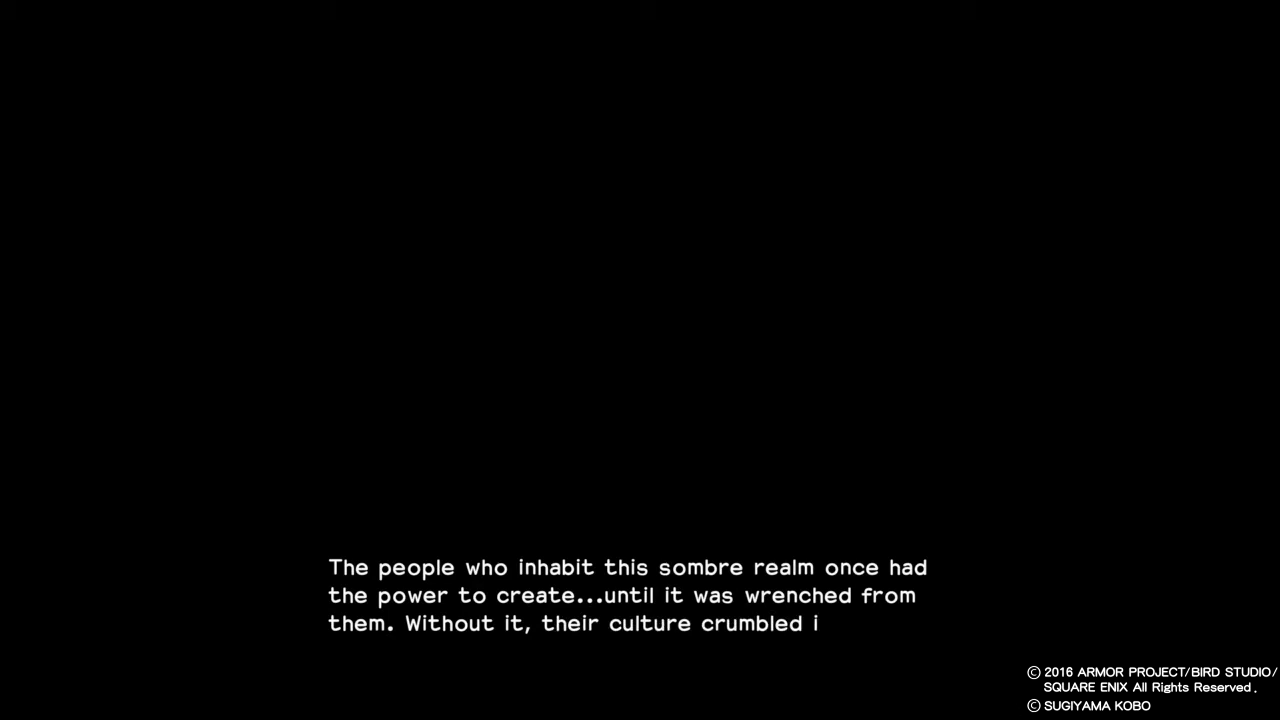 The people who inhabit this sombre realm once had
the power to create...until it was wrenched from
them. Without it, their culture crumbled i
© 2016 ARMOR PROJECT/BIRD STUDIO/
SQUARE ENIX All Rights Reserved.
© SUGIYAMA KOBO